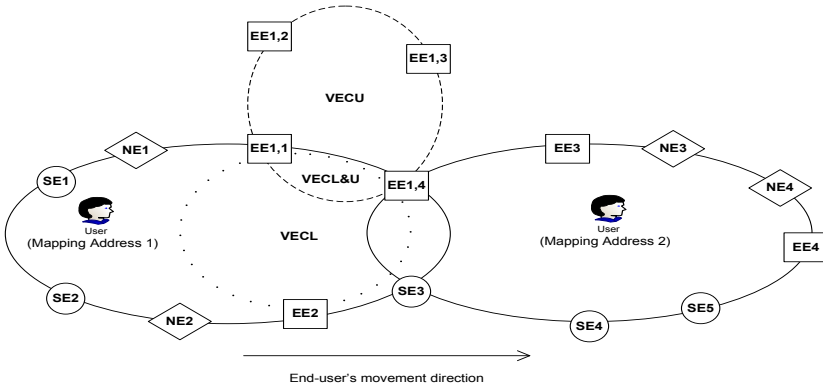 EE1,2
EE1,3
VECU
NE1
EE1,1
EE3
NE3
SE1
VECL&U
EE1,4
NE4
User
(Mapping Address 1)
User
(Mapping Address 2)
VECL
EE4
SE2
SE3
NE2
EE2
SE4
SE5
End-user's movement direction